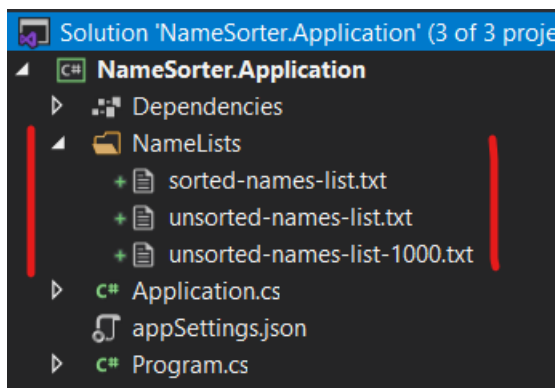 Solution 'NameSorter.Application' (3 of 3 proje
C# NameSorter.Application
Dependencies
NameLists
+ sorted-names-list.txt
+ unsorted-names-list.txt
+ unsorted-names-list-1000.txt
C# Application.cs
appSettings.json
C# Program.cs